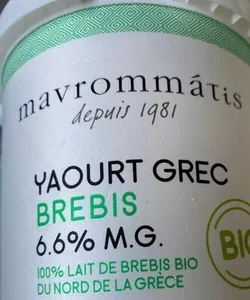 mavrommátis
depuis 1981
YAOURT GREC
BREBIS
6.6% M.G.
BIO
100% LAIT DE BREBIS BIO
DU NORD DE LA GRÈCE